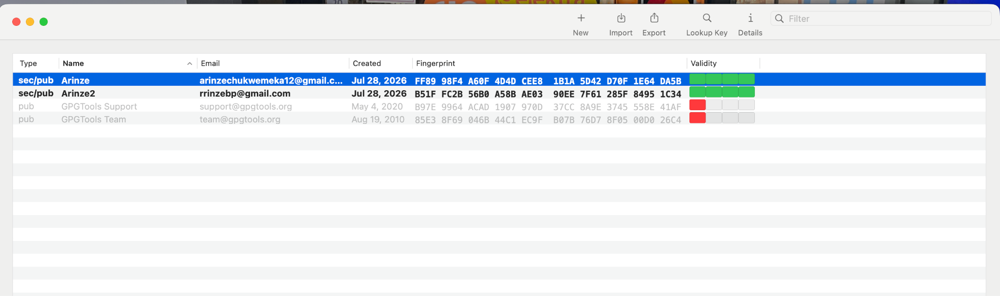 New Import Export Lookup Key Details Filter
Type Name Email Created Fingerprint Validity
sec/pub Arinze arinzechukwemeka12@gmail.c... Jul 28, 2026 FF89 98F4 A60F 4D4D CEE8 1B1A 5D42 D70F 1E64 DA5B
sec/pub Arinze2 rrinzebp@gmail.com Jul 28, 2026 B51F FC2B 56B0 A58B AE03 90EE 7F61 285F 8495 1C34
pub GPGTools Support support@gpgtools.org May 4, 2020 B97E 9964 ACAD 1907 970D 37CC 8A9E 3745 558E 41AF
pub GPGTools Team team@gpgtools.org Aug 19, 2010 85E3 8F69 046B 44C1 EC9F B07B 76D7 8F05 00D0 26C4